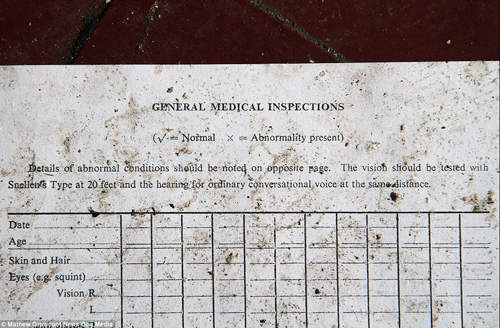 GENERAL MEDICAL INSPECTIONS
(✓ = Normal × = Abnormality present)
Details of abnormal conditions should be noted on opposite page. The vision should be tested with
Snellen's Type at 20 feet and the hearing for ordinary conversational voice at the same distance.
Date
Age
Skin and Hair
Eyes (e.g. squint)
Vision R
L
© Mathew Growcoot News Dog Media